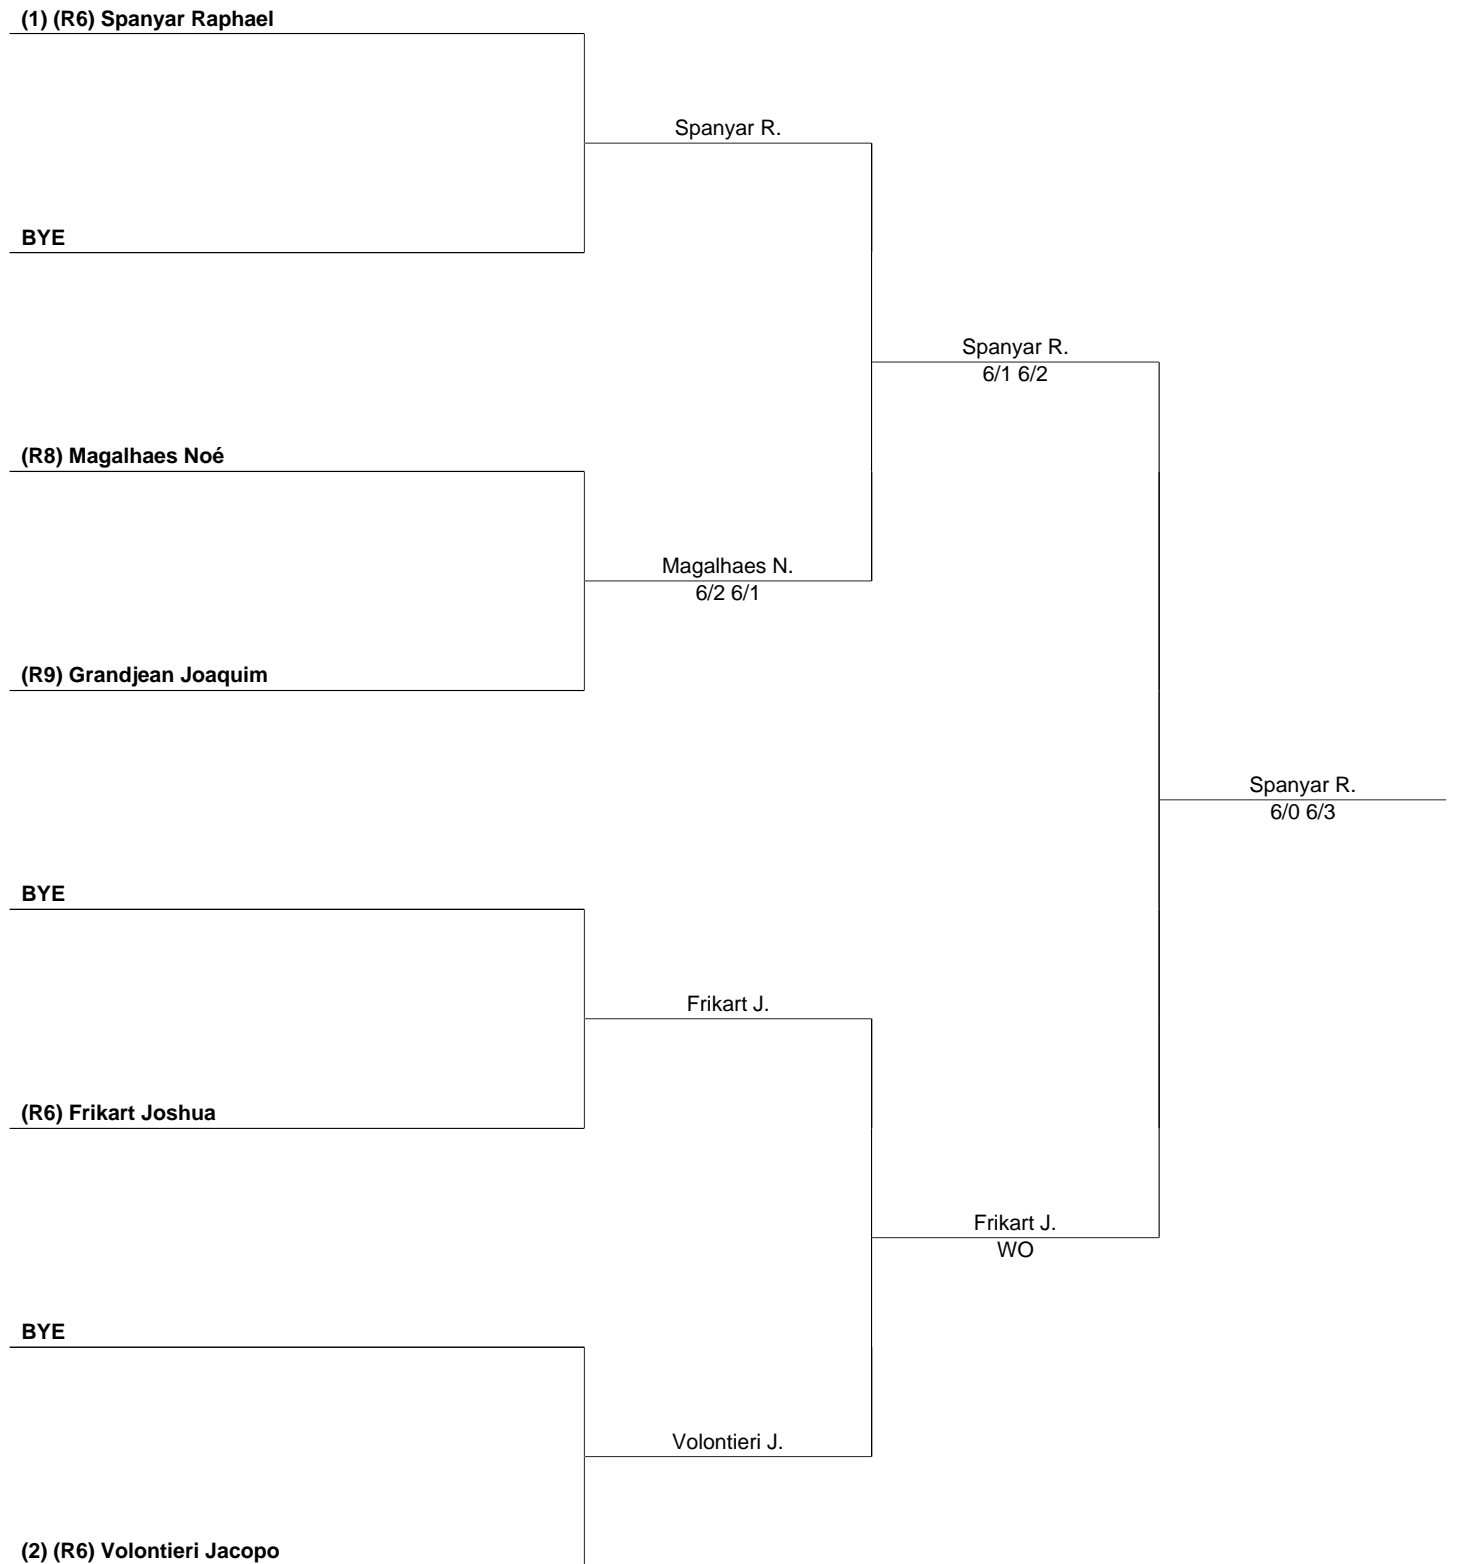 (1) (R6) Spanyar Raphael
Spanyar R.
BYE
Spanyar R.
6/1 6/2
(R8) Magalhaes Noé
Magalhaes N.
6/2 6/1
(R9) Grandjean Joaquim
Spanyar R.
6/0 6/3
BYE
Frikart J.
(R6) Frikart Joshua
Frikart J.
WO
BYE
Volontieri J.
(2) (R6) Volontieri Jacopo